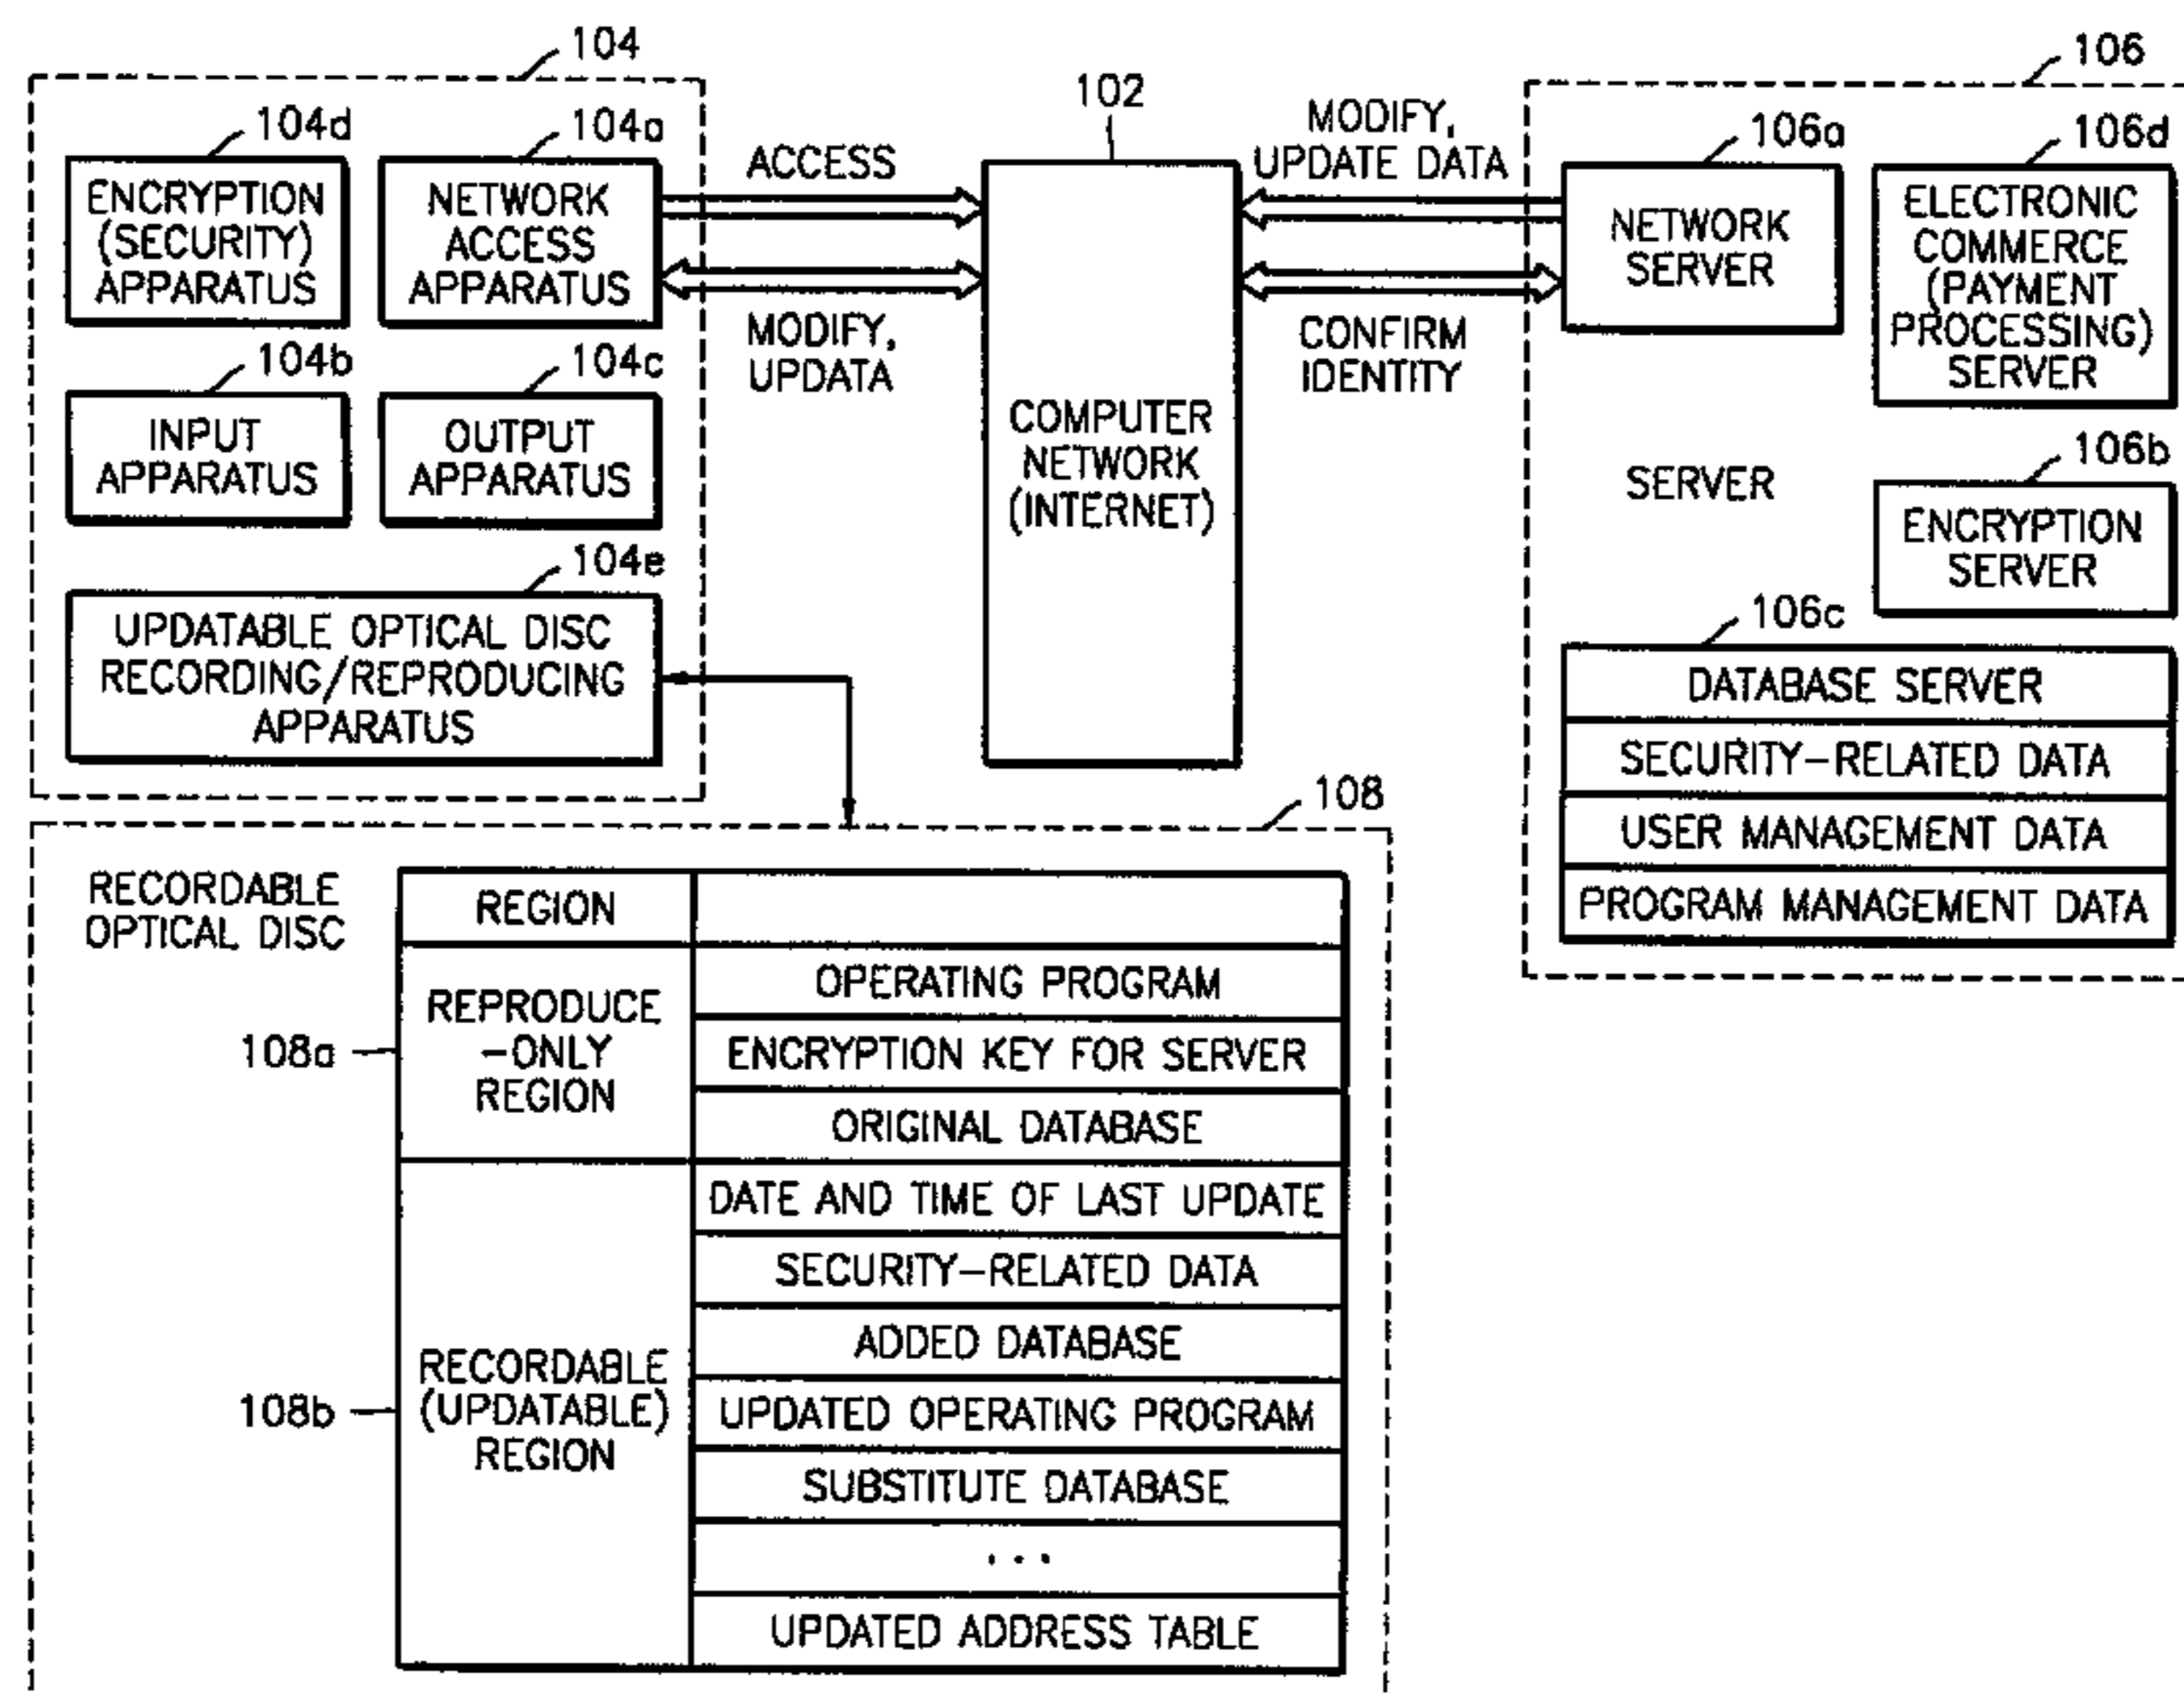 104
104d
ENCRYPTION
(SECURITY)
APPARATUS
104a
NETWORK
ACCESS
APPARATUS
104b
INPUT
APPARATUS
104c
OUTPUT
APPARATUS
104e
UPDATABLE OPTICAL DISC
RECORDING/REPRODUCING
APPARATUS
ACCESS
MODIFY,
UPDATA
102
COMPUTER
NETWORK
(INTERNET)
MODIFY,
UPDATE DATA
CONFIRM
IDENTITY
106
106a
NETWORK
SERVER
106d
ELECTRONIC
COMMERCE
(PAYMENT
PROCESSING)
SERVER
SERVER
106b
ENCRYPTION
SERVER
106c
DATABASE SERVER
SECURITY-RELATED DATA
USER MANAGEMENT DATA
PROGRAM MANAGEMENT DATA
108
RECORDABLE
OPTICAL DISC
REGION
108a
REPRODUCE
-ONLY
REGION
OPERATING PROGRAM
ENCRYPTION KEY FOR SERVER
ORIGINAL DATABASE
108b
RECORDABLE
(UPDATABLE)
REGION
DATE AND TIME OF LAST UPDATE
SECURITY-RELATED DATA
ADDED DATABASE
UPDATED OPERATING PROGRAM
SUBSTITUTE DATABASE
...
UPDATED ADDRESS TABLE